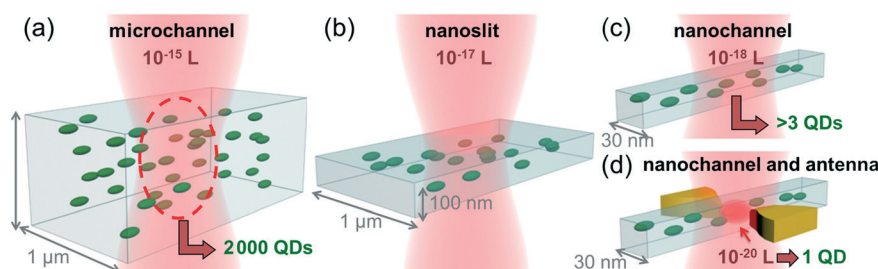 (a) microchannel
10⁻¹⁵ L
1 µm
2 000 QDs
(b) nanoslit
10⁻¹⁷ L
1 µm
100 nm
(c) nanochannel
10⁻¹⁸ L
30 nm
>3 QDs
(d) nanochannel and antenna
30 nm
10⁻²⁰ L
1 QD